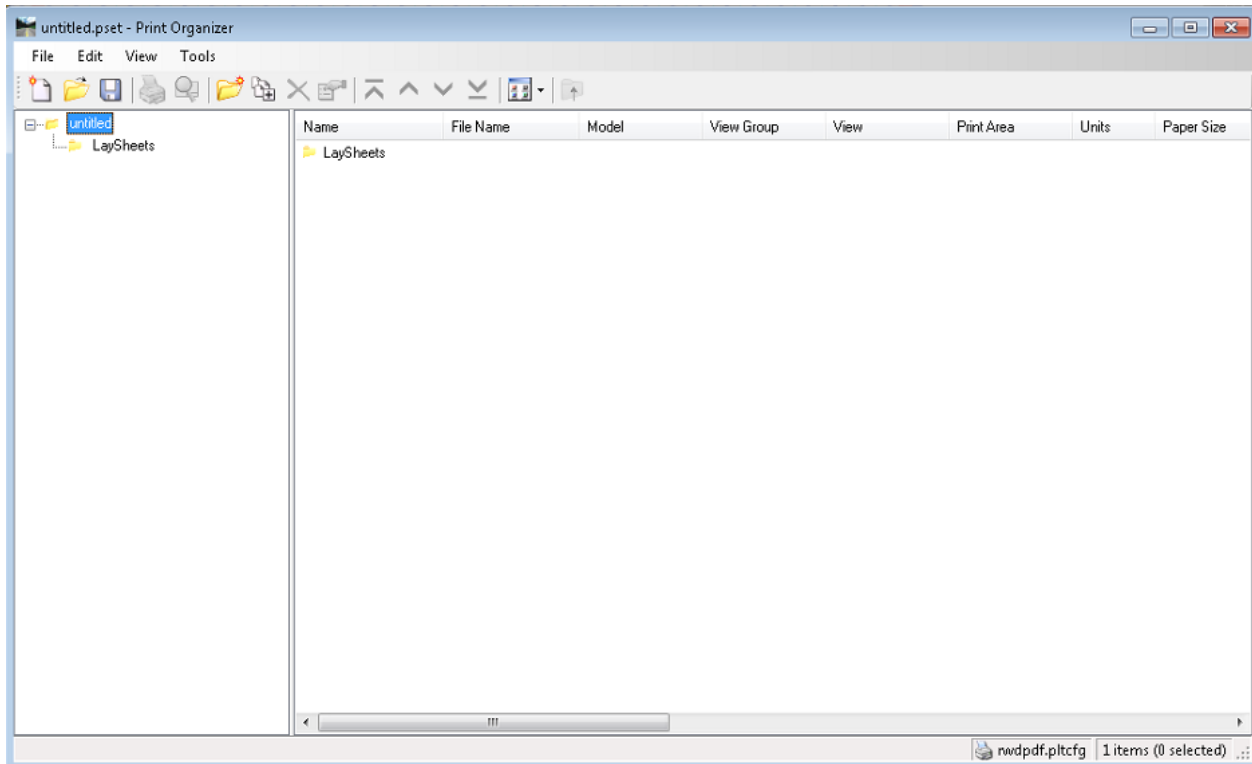 untitled.pset - Print Organizer
File Edit View Tools
untitled
LaySheets
Name File Name Model View Group View Print Area Units Paper Size
LaySheets
rwdpdf.pltcfg 1 items (0 selected)